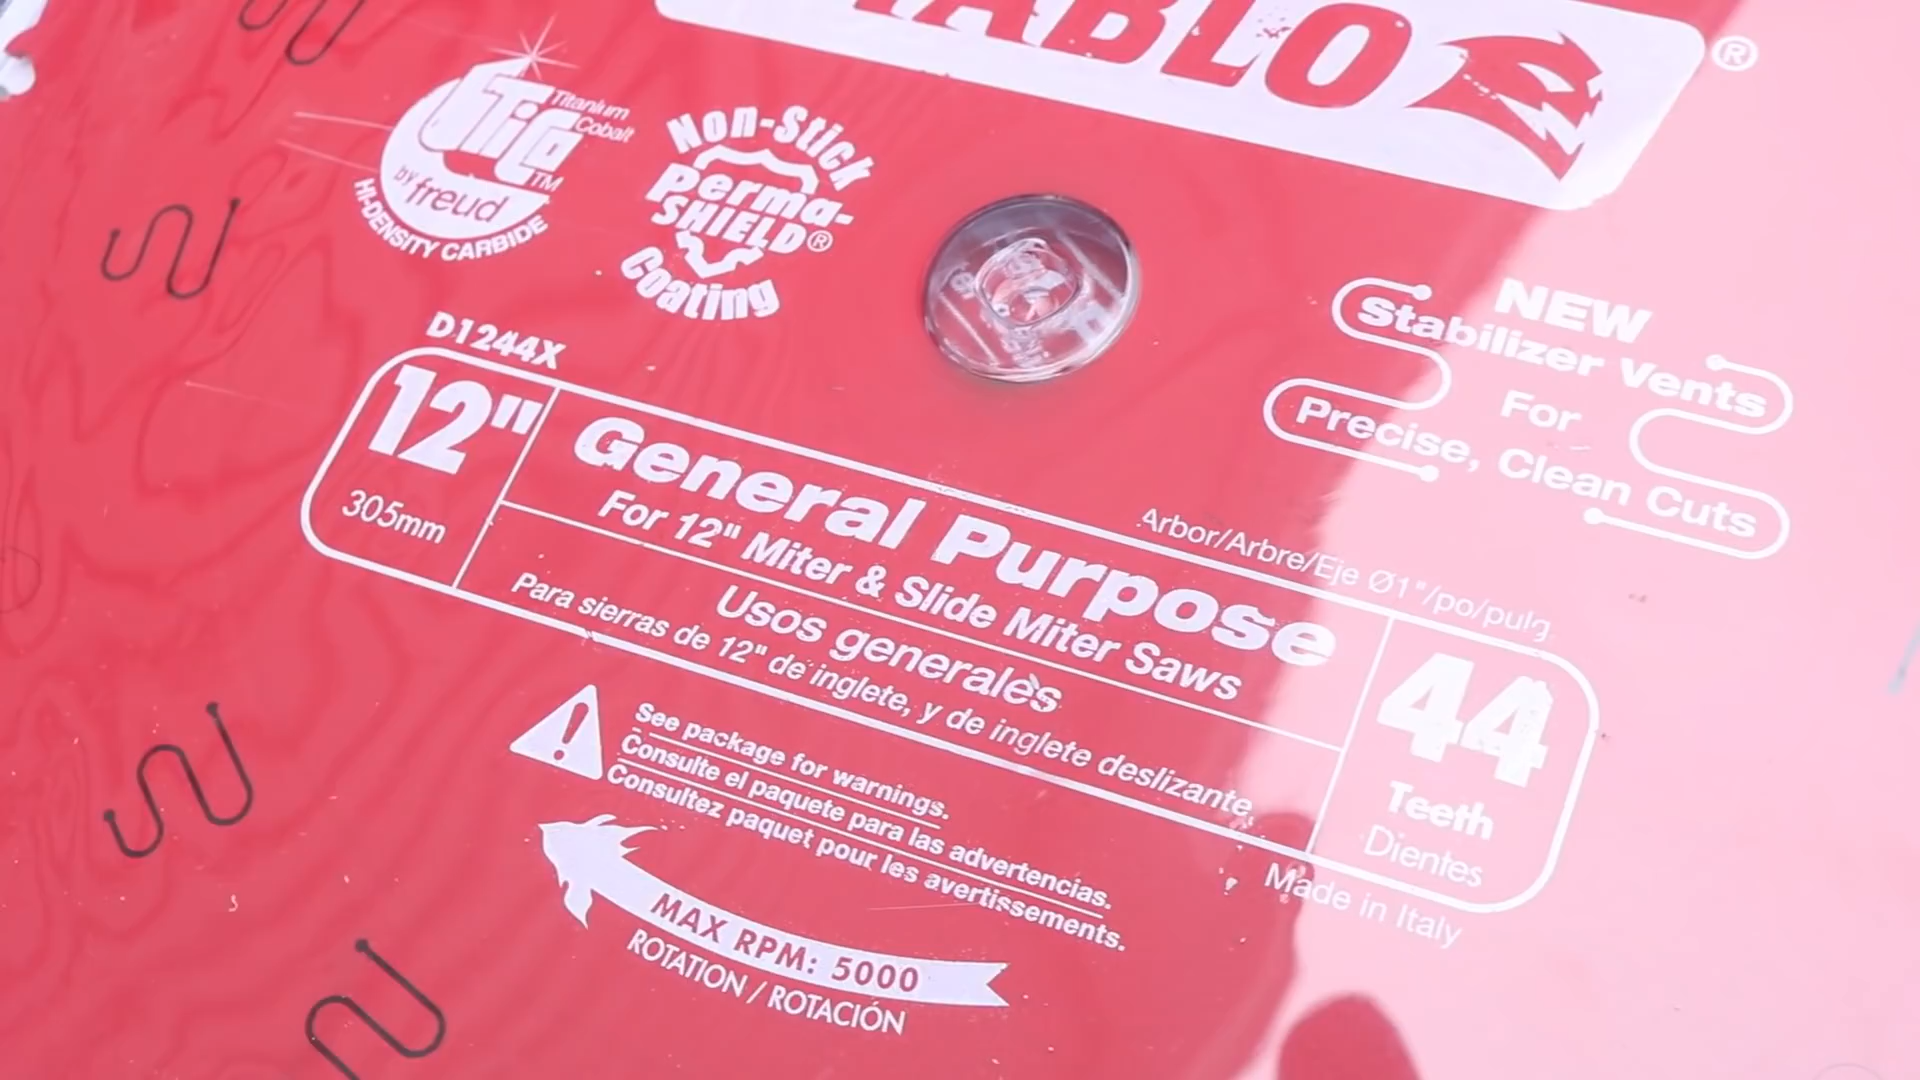 ABLO
®
TiCo™
Titanium
Cobalt
by freud
HI-DENSITY CARBIDE
Non-Stick
Perma-
SHIELD®
Coating
NEW
Stabilizer Vents
For
Precise, Clean Cuts
D1244X
12"
305mm
General Purpose
For 12" Miter & Slide Miter Saws
Usos generales
Para sierras de 12" de inglete, y de inglete deslizante.
Arbor/Arbre/Eje Ø1"/po/pulg.
44
Teeth
Dientes
Made in Italy
See package for warnings.
Consulte el paquete para las advertencias.
Consultez paquet pour les avertissements.
MAX RPM: 5000
ROTATION / ROTACIÓN